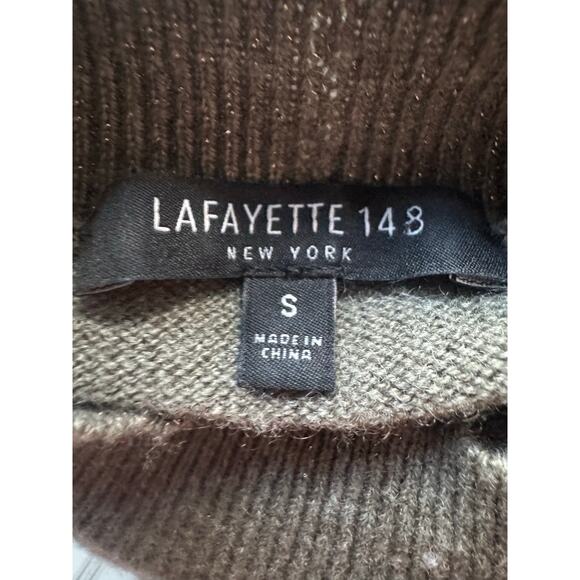 LAFAYETTE 148
NEW YORK
S
MADE IN
CHINA